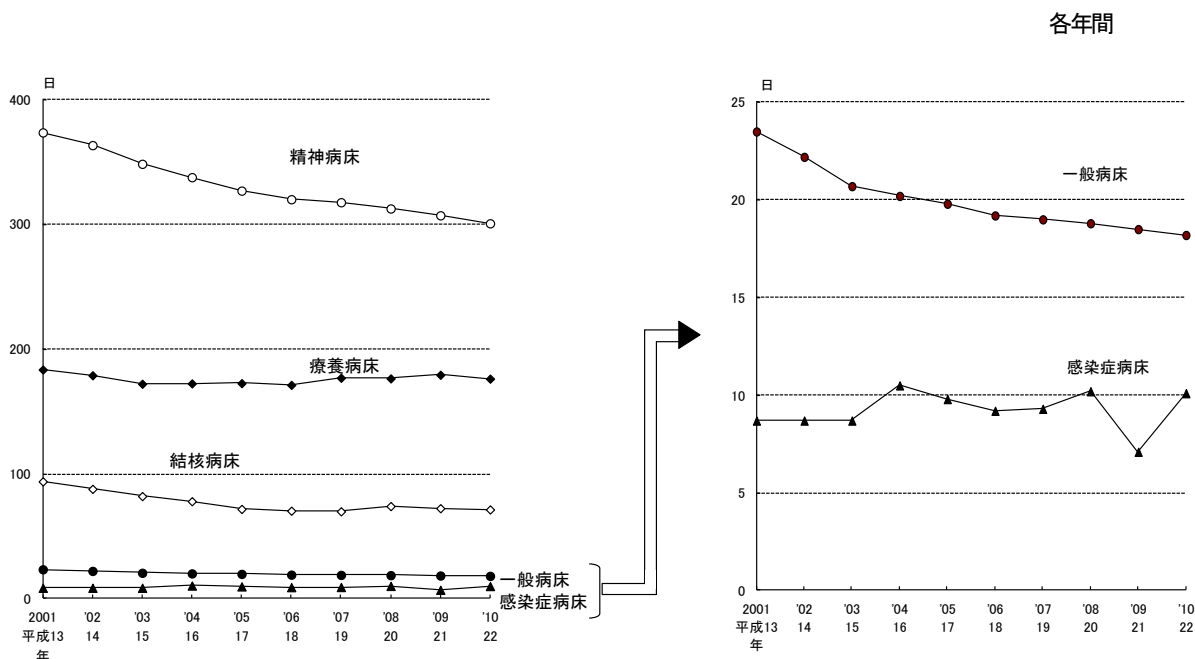 各年間
日
400
300
200
100
0
精神病床
療養病床
結核病床
一般病床
感染症病床
2001 '02 '03 '04 '05 '06 '07 '08 '09 '10
平成13 14 15 16 17 18 19 20 21 22
年
日
25
20
15
10
5
0
一般病床
感染症病床
2001 '02 '03 '04 '05 '06 '07 '08 '09 '10
平成13 14 15 16 17 18 19 20 21 22
年